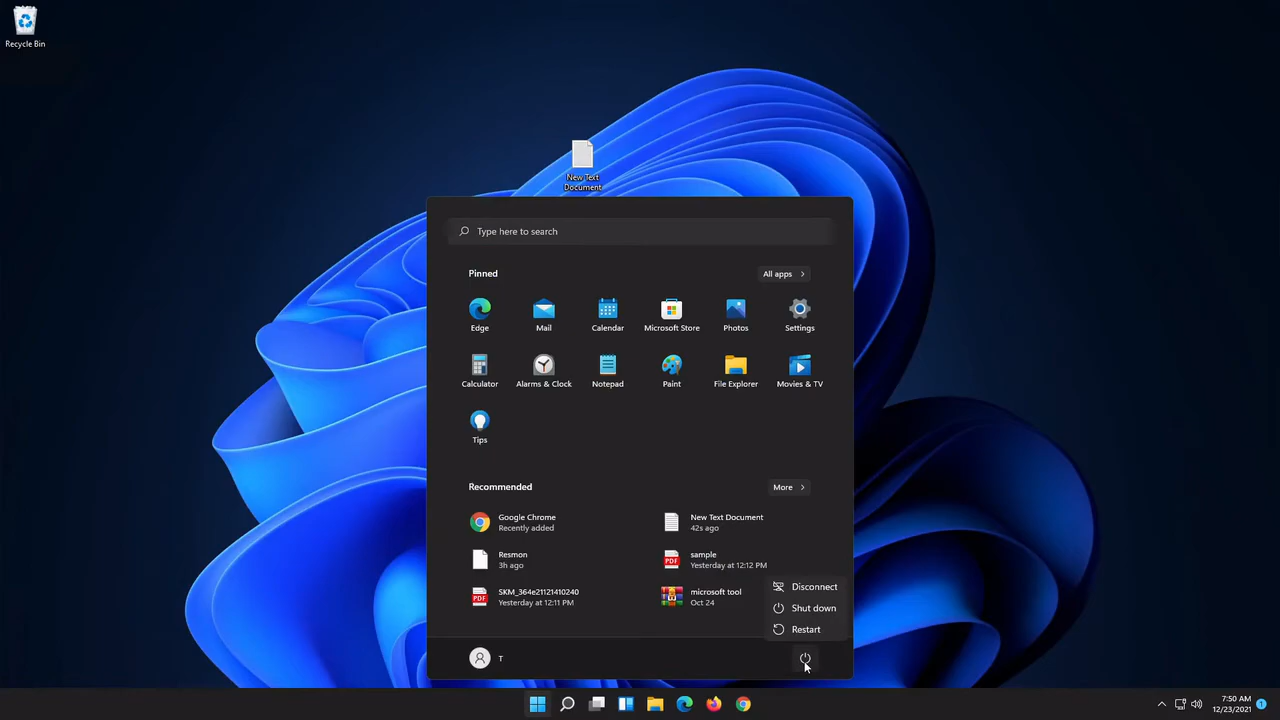 Recycle Bin
New Text
Document
Type here to search
Pinned
All apps
Edge
Mail
Calendar
Microsoft Store
Photos
Settings
Calculator
Alarms & Clock
Notepad
Paint
File Explorer
Movies & TV
Tips
Recommended
More
Google Chrome
Recently added
New Text Document
42s ago
Resmon
3h ago
sample
Yesterday at 12:12 PM
SKM_364e21121410240
Yesterday at 12:11 PM
microsoft tool
Oct 24
Disconnect
Shut down
Restart
T
7:50 AM
12/23/2021
1